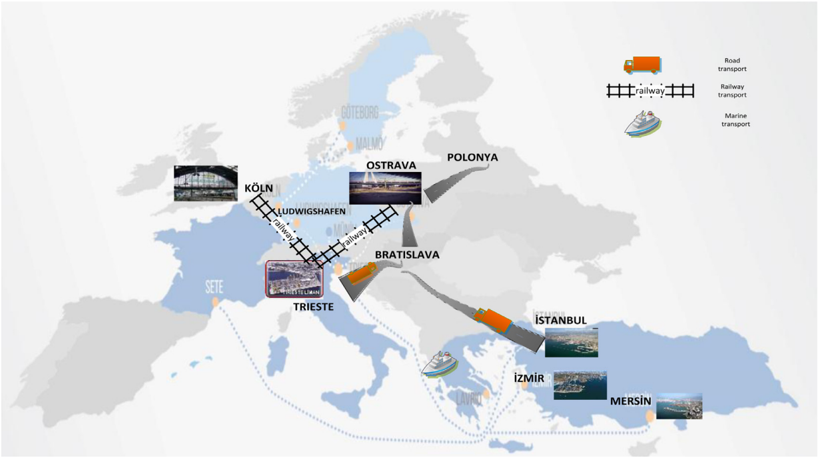 Road
transport
railway
Railway
transport
Marine
transport
GÖTEBORG
MALMÖ
POLONYA
OSTRAVA
KÖLN
LUDWIGSHAFEN
railway
railway
BRATISLAVA
SETE
TRIESTE
İSTANBUL
İZMİR
LAVRIO
MERSİN